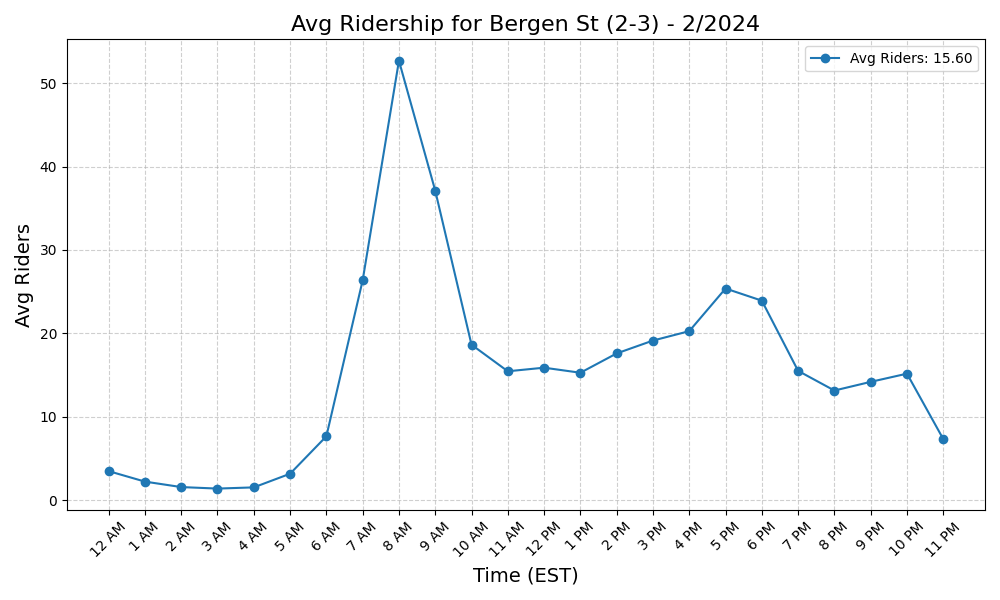 Avg Ridership for Bergen St (2-3) - 2/2024
Avg Riders: 15.60
Avg Riders
50
40
30
20
10
0
12 AM
1 AM
2 AM
3 AM
4 AM
5 AM
6 AM
7 AM
8 AM
9 AM
10 AM
11 AM
12 PM
1 PM
2 PM
3 PM
4 PM
5 PM
6 PM
7 PM
8 PM
9 PM
10 PM
11 PM
Time (EST)